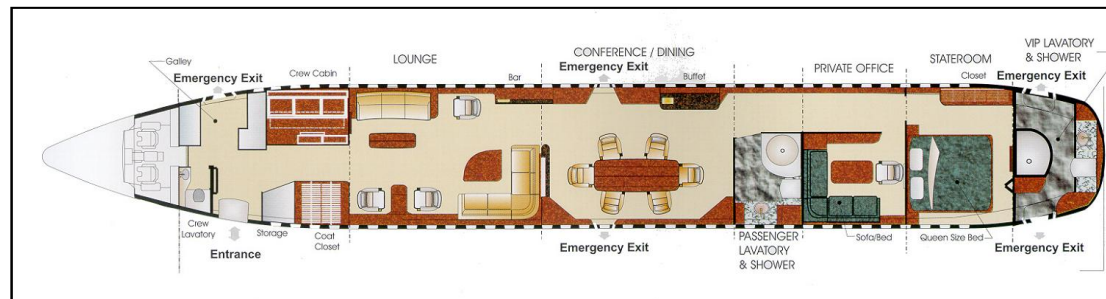 Galley
Emergency Exit
Crew Cabin
LOUNGE
Bar
CONFERENCE / DINING
Emergency Exit
Buffet
PRIVATE OFFICE
STATEROOM
Closet
VIP LAVATORY
& SHOWER
Emergency Exit
Crew
Lavatory
Entrance
Storage
Coat
Closet
Emergency Exit
PASSENGER
LAVATORY
& SHOWER
Sofa/Bed
Queen Size Bed
Emergency Exit